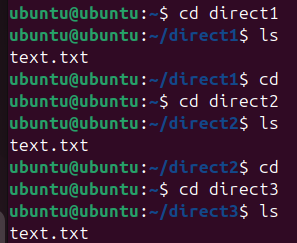 ubuntu@ubuntu:~$ cd direct1
ubuntu@ubuntu:~/direct1$ ls
text.txt
ubuntu@ubuntu:~/direct1$ cd
ubuntu@ubuntu:~$ cd direct2
ubuntu@ubuntu:~/direct2$ ls
text.txt
ubuntu@ubuntu:~/direct2$ cd
ubuntu@ubuntu:~$ cd direct3
ubuntu@ubuntu:~/direct3$ ls
text.txt